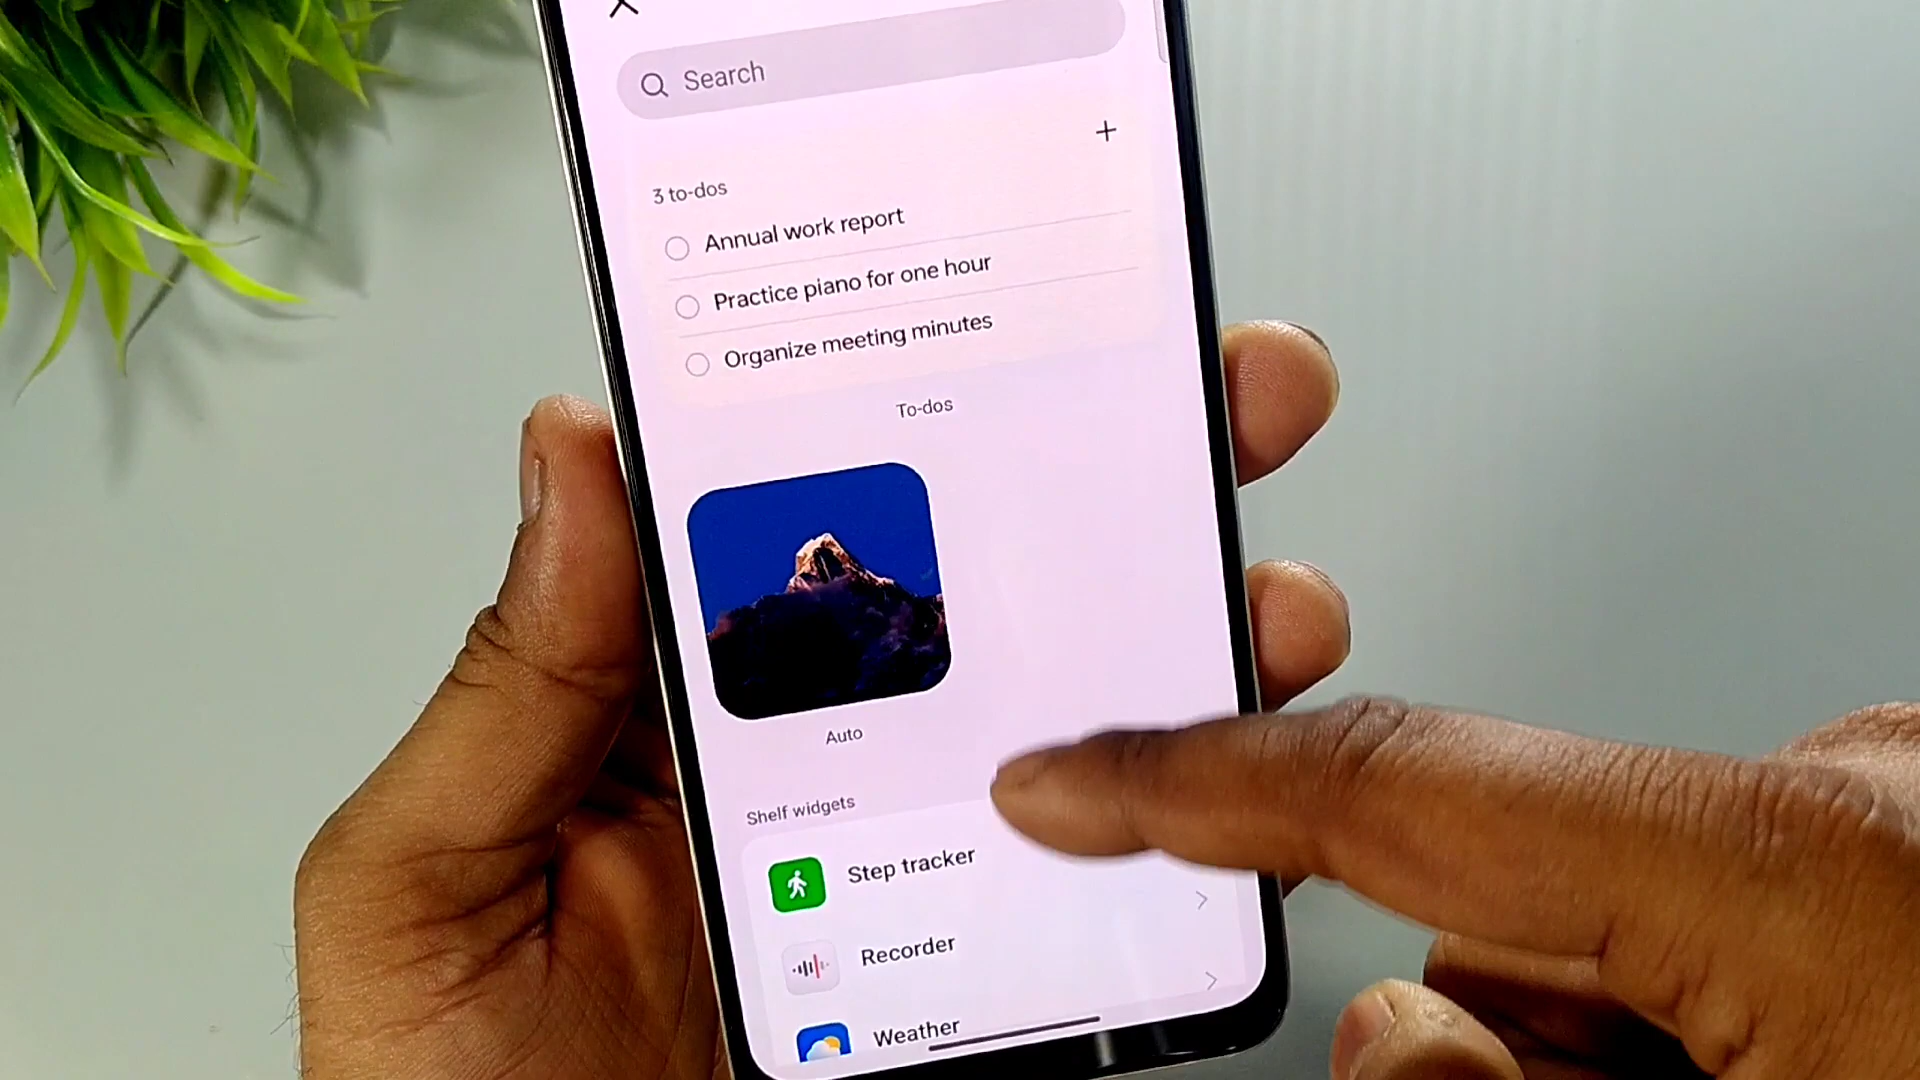 Search
3 to-dos
Annual work report
Practice piano for one hour
Organize meeting minutes
To-dos
Auto
Shelf widgets
Step tracker
Recorder
Weather